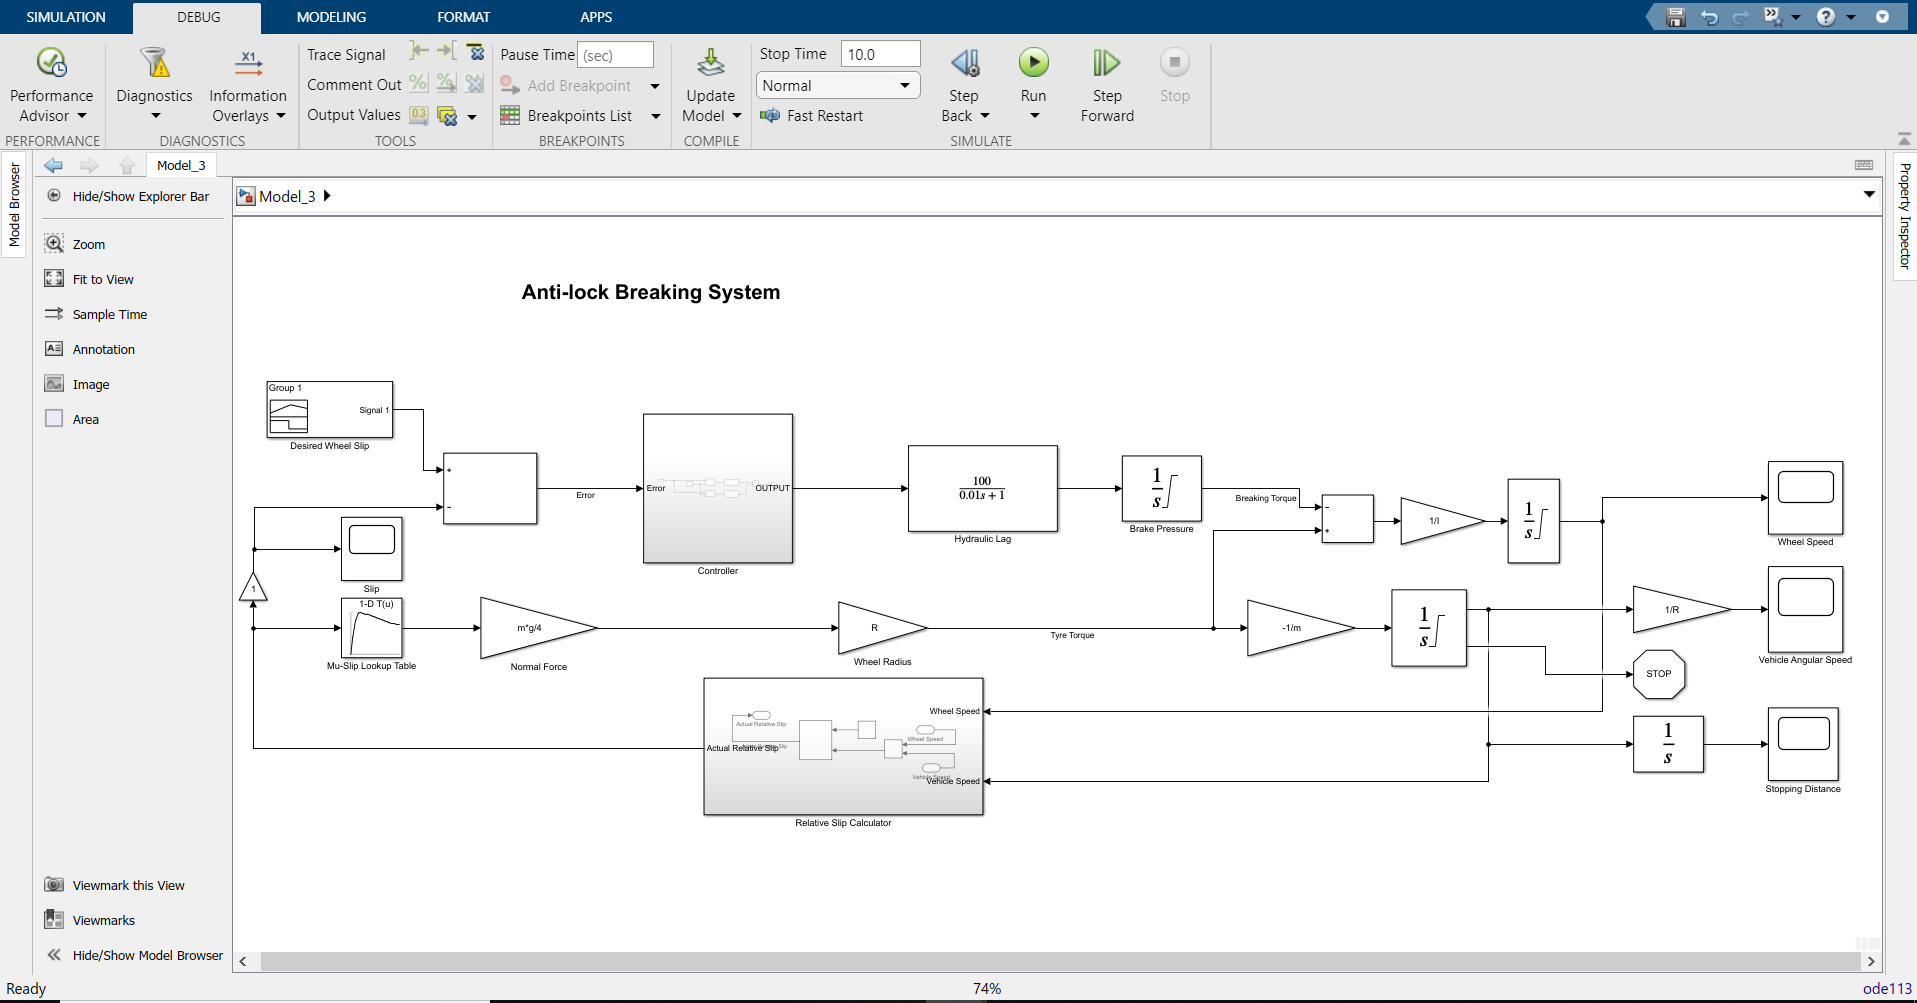 SIMULATION DEBUG MODELING FORMAT APPS
Performance Advisor
PERFORMANCE
Diagnostics
Information Overlays
DIAGNOSTICS
Trace Signal
Comment Out
Output Values
0.3
TOOLS
Pause Time (sec)
Add Breakpoint
Breakpoints List
BREAKPOINTS
Update Model
COMPILE
Stop Time 10.0
Normal
Fast Restart
Step Back
Run
Step Forward
Stop
SIMULATE
Model Browser
Model_3
Property Inspector
Hide/Show Explorer Bar
Model_3
Zoom
Fit to View
Sample Time
Annotation
Image
Area
Viewmark this View
Viewmarks
Hide/Show Model Browser
Anti-lock Breaking System
Group 1
Signal 1
Desired Wheel Slip
+
-
Error
Error
OUTPUT
Controller
100
0.01s + 1
Hydraulic Lag
1
s
Brake Pressure
Breaking Torque
-
+
1/I
1
s
Wheel Speed
Slip
1
1-D T(u)
Mu-Slip Lookup Table
m*g/4
Normal Force
R
Wheel Radius
Tyre Torque
-1/m
1
s
1/R
Vehicle Angular Speed
STOP
1
s
Stopping Distance
Wheel Speed
Actual Relative Slip
Vehicle Speed
Actual Relative Slip
Wheel Speed
Relative Slip Calculator
Ready
74%
ode113